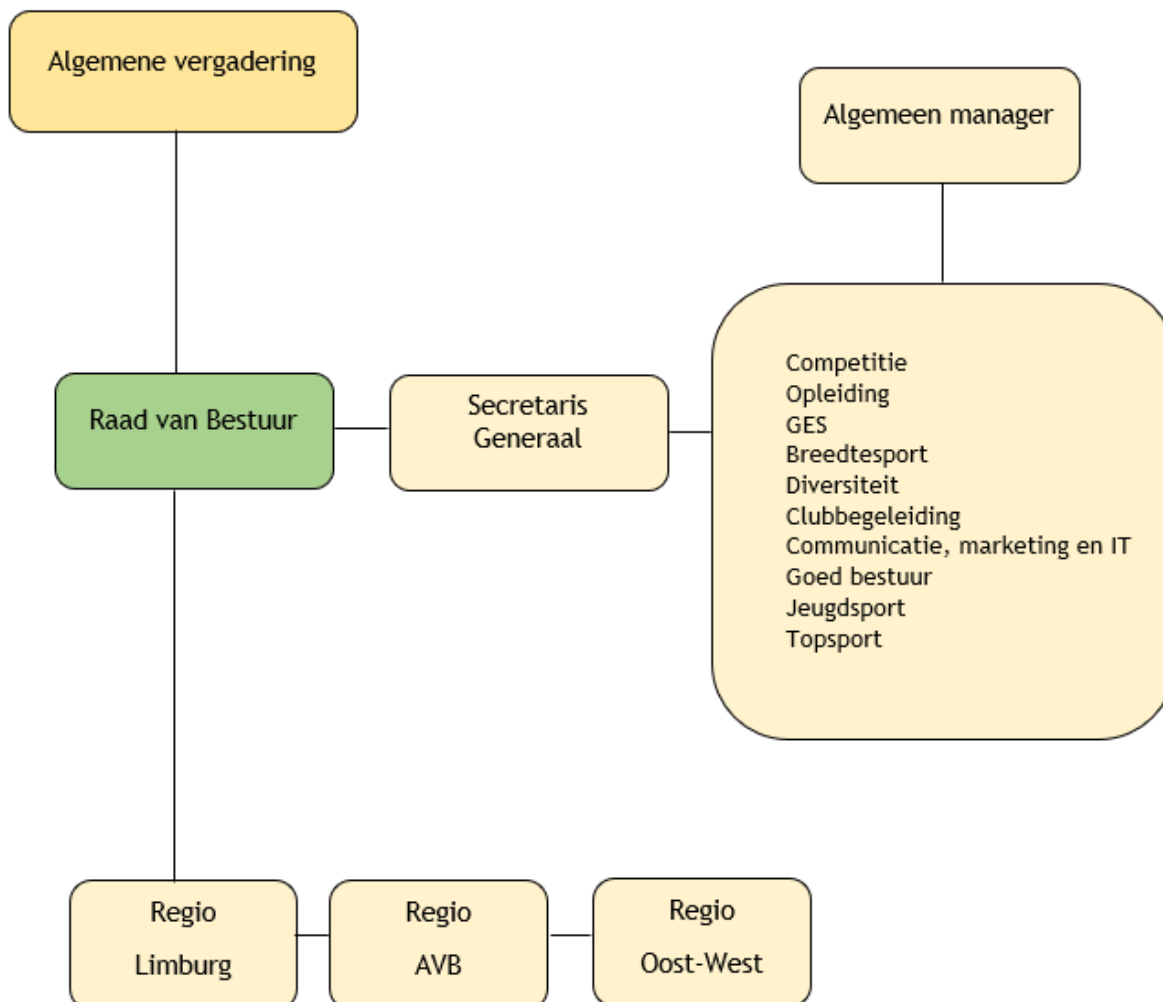 Algemene vergadering
Algemeen manager
Raad van Bestuur
Secretaris
Generaal
Competitie
Opleiding
GES
Breedtesport
Diversiteit
Clubbegeleiding
Communicatie, marketing en IT
Goed bestuur
Jeugdsport
Topsport
Regio
Limburg
Regio
AVB
Regio
Oost-West